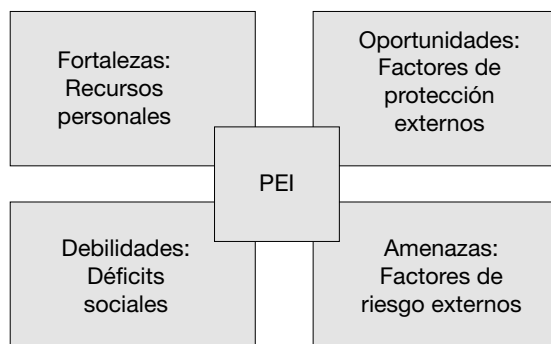 Fortalezas:
Recursos
personales
Oportunidades:
Factores de
protección
externos
PEI
Debilidades:
Déficits
sociales
Amenazas:
Factores de
riesgo externos